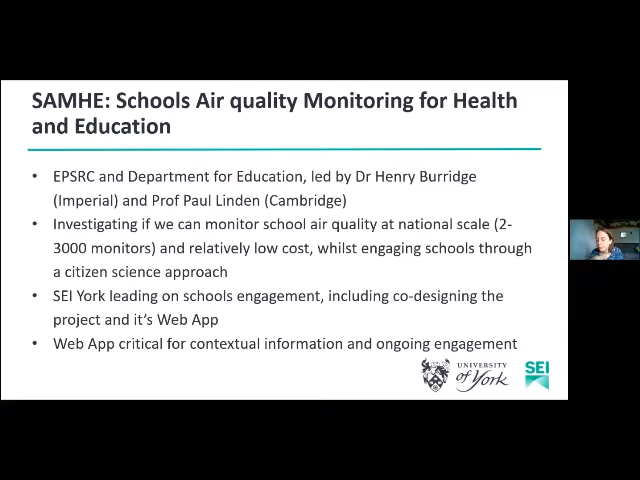 SAMHE: Schools Air quality Monitoring for Health
and Education
• EPSRC and Department for Education, led by Dr Henry Burridge
(Imperial) and Prof Paul Linden (Cambridge)
• Investigating if we can monitor school air quality at national scale (2-
3000 monitors) and relatively low cost, whilst engaging schools through
a citizen science approach
• SEI York leading on schools engagement, including co-designing the
project and it's Web App
• Web App critical for contextual information and ongoing engagement
UNIVERSITY
of York
SEI